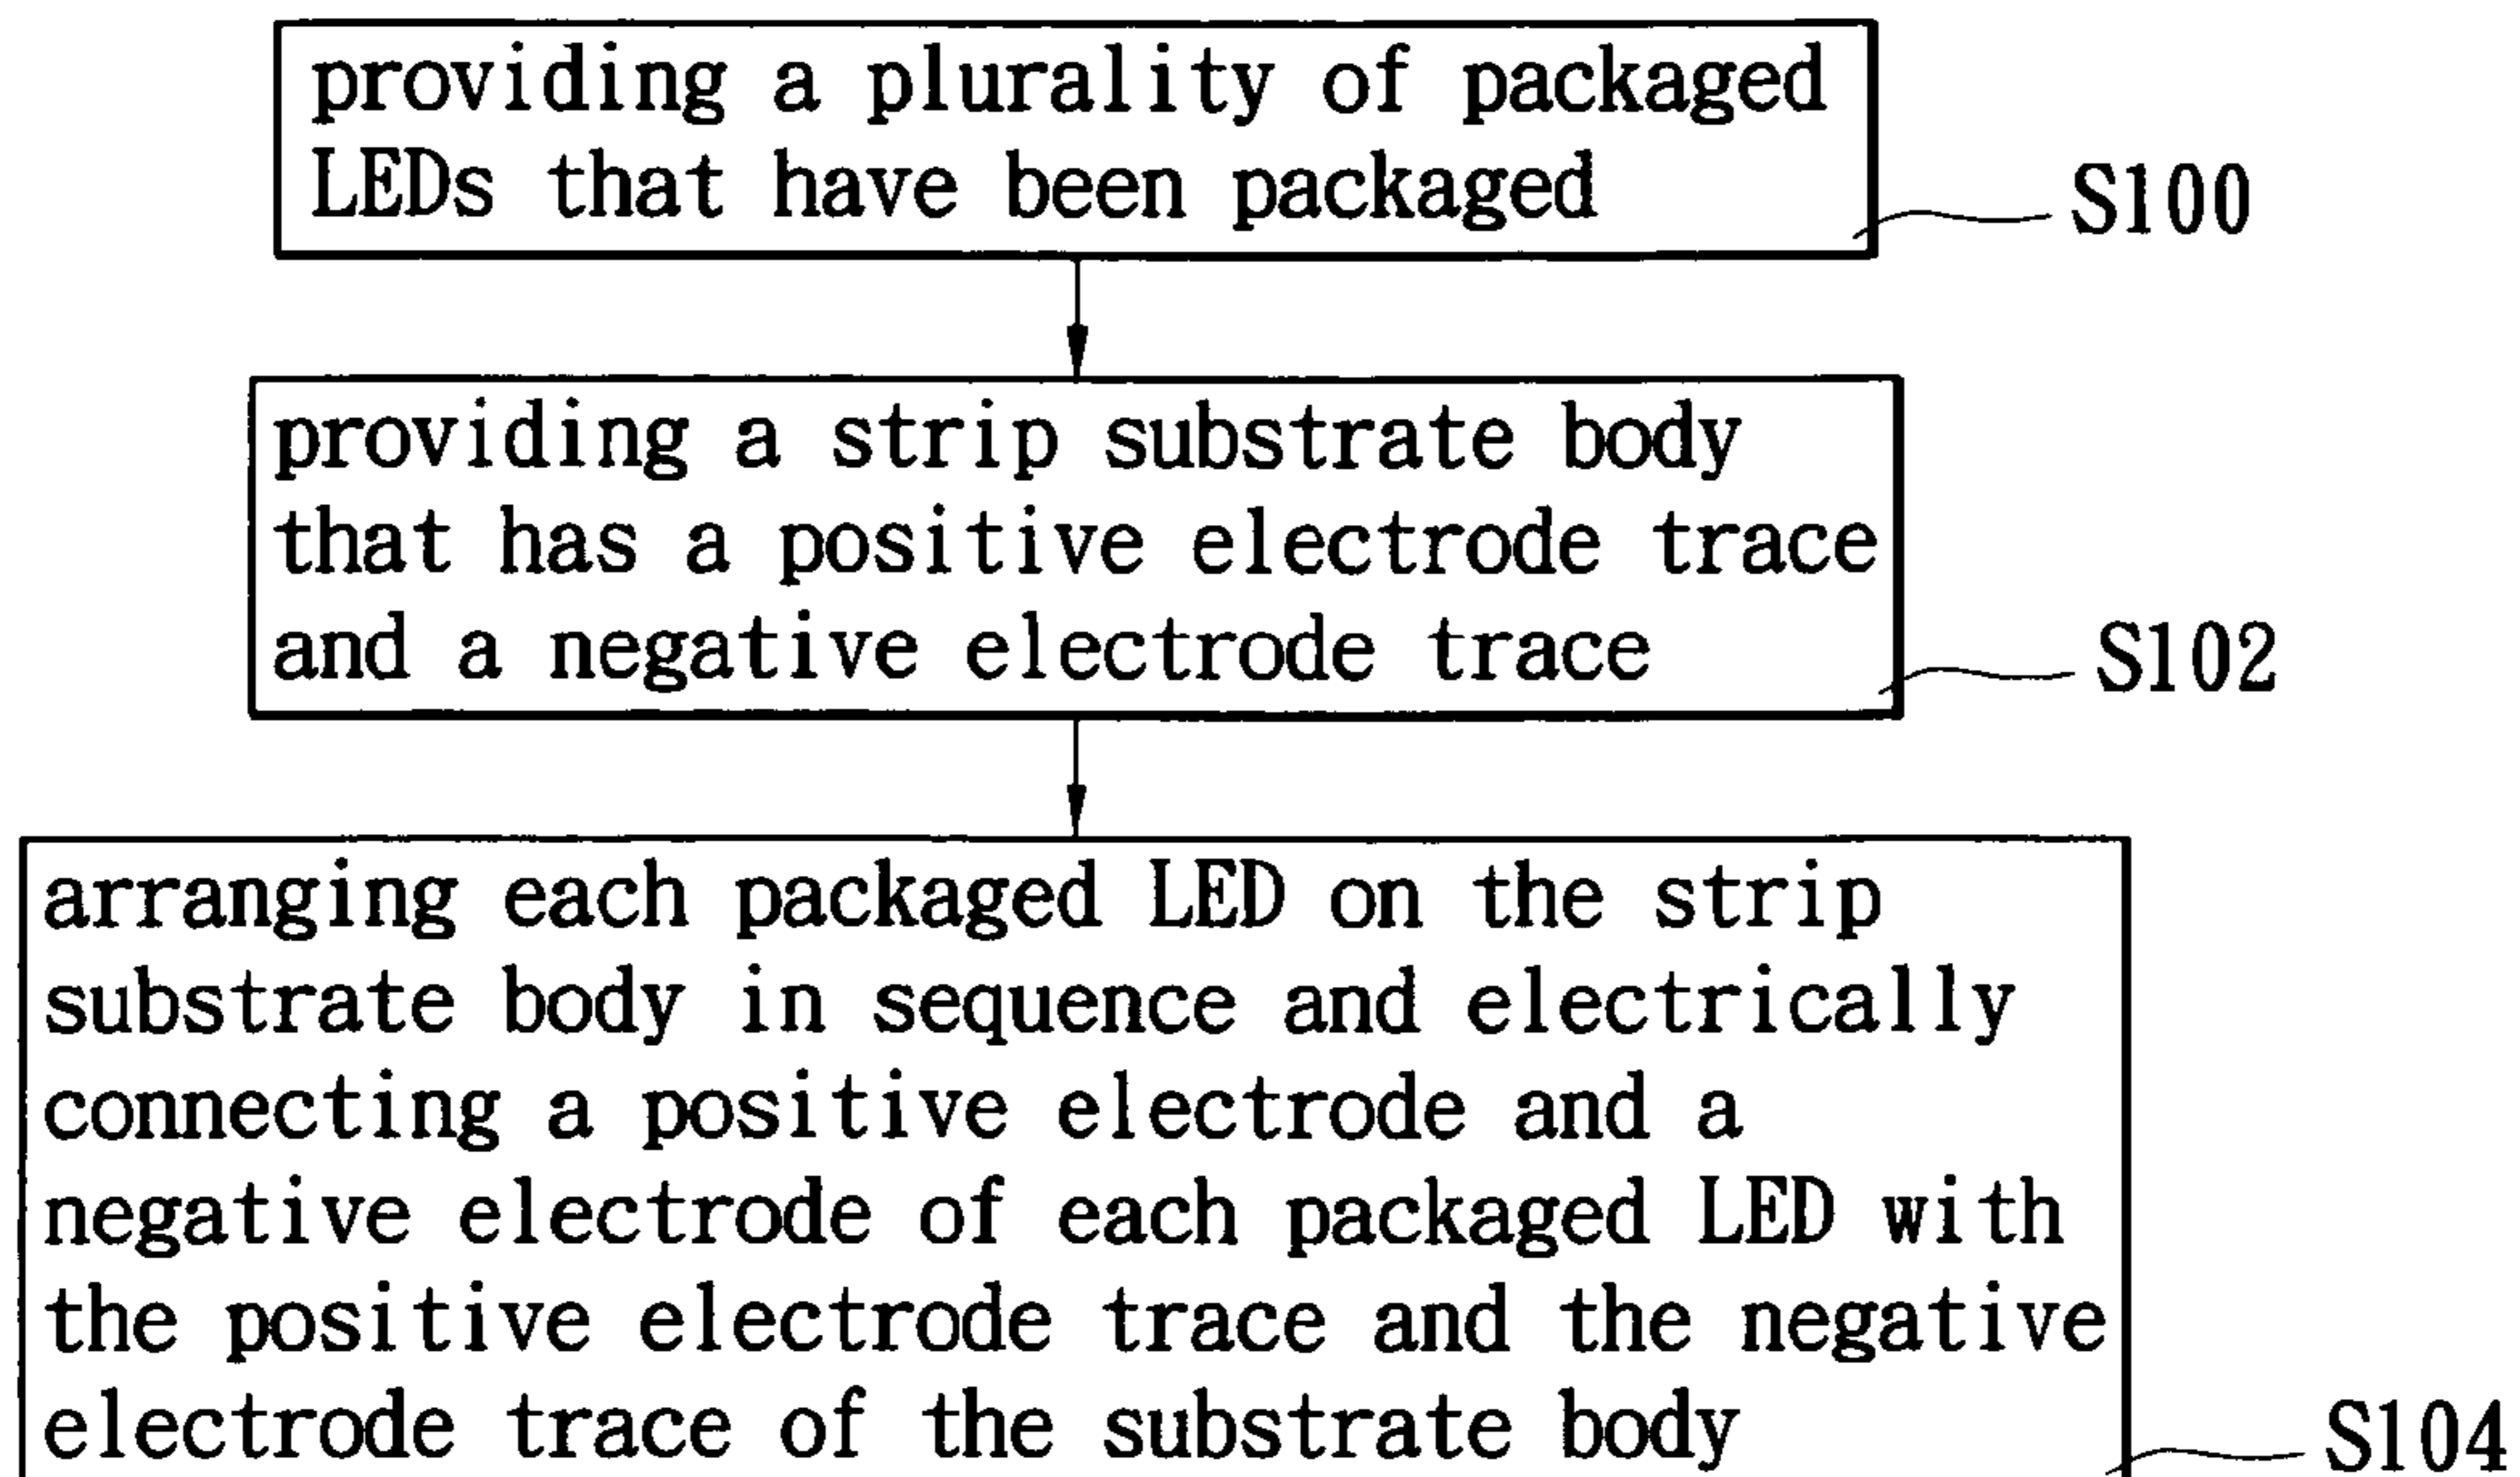 providing a plurality of packaged
LEDs that have been packaged
S100
providing a strip substrate body
that has a positive electrode trace
and a negative electrode trace
S102
arranging each packaged LED on the strip
substrate body in sequence and electrically
connecting a positive electrode and a
negative electrode of each packaged LED with
the positive electrode trace and the negative
electrode trace of the substrate body
S104